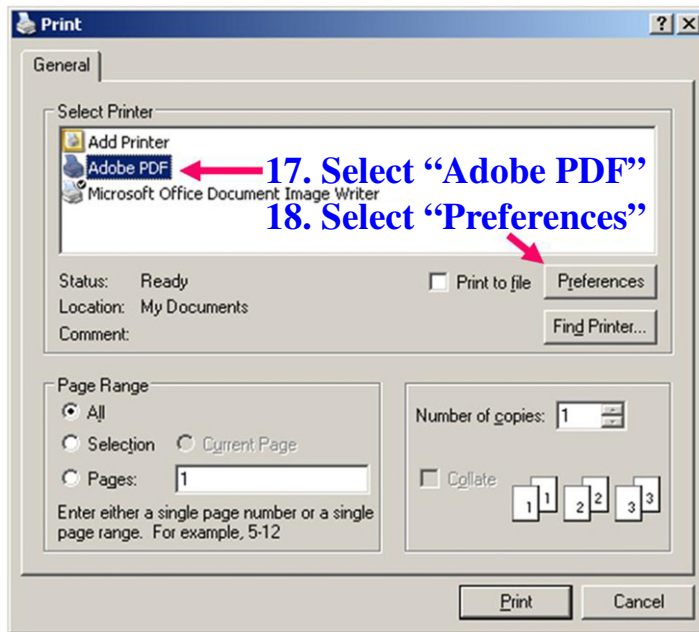 Print
General
Select Printer
Add Printer
Adobe PDF
17. Select “Adobe PDF”
Microsoft Office Document Image Writer
18. Select “Preferences”
Status: Ready
Print to file
Preferences
Location: My Documents
Comment:
Find Printer...
Page Range
All
Selection
Current Page
Pages: 1
Enter either a single page number or a single
page range. For example, 5-12
Number of copies: 1
Collate
1 1 2 2 3 3
Print
Cancel